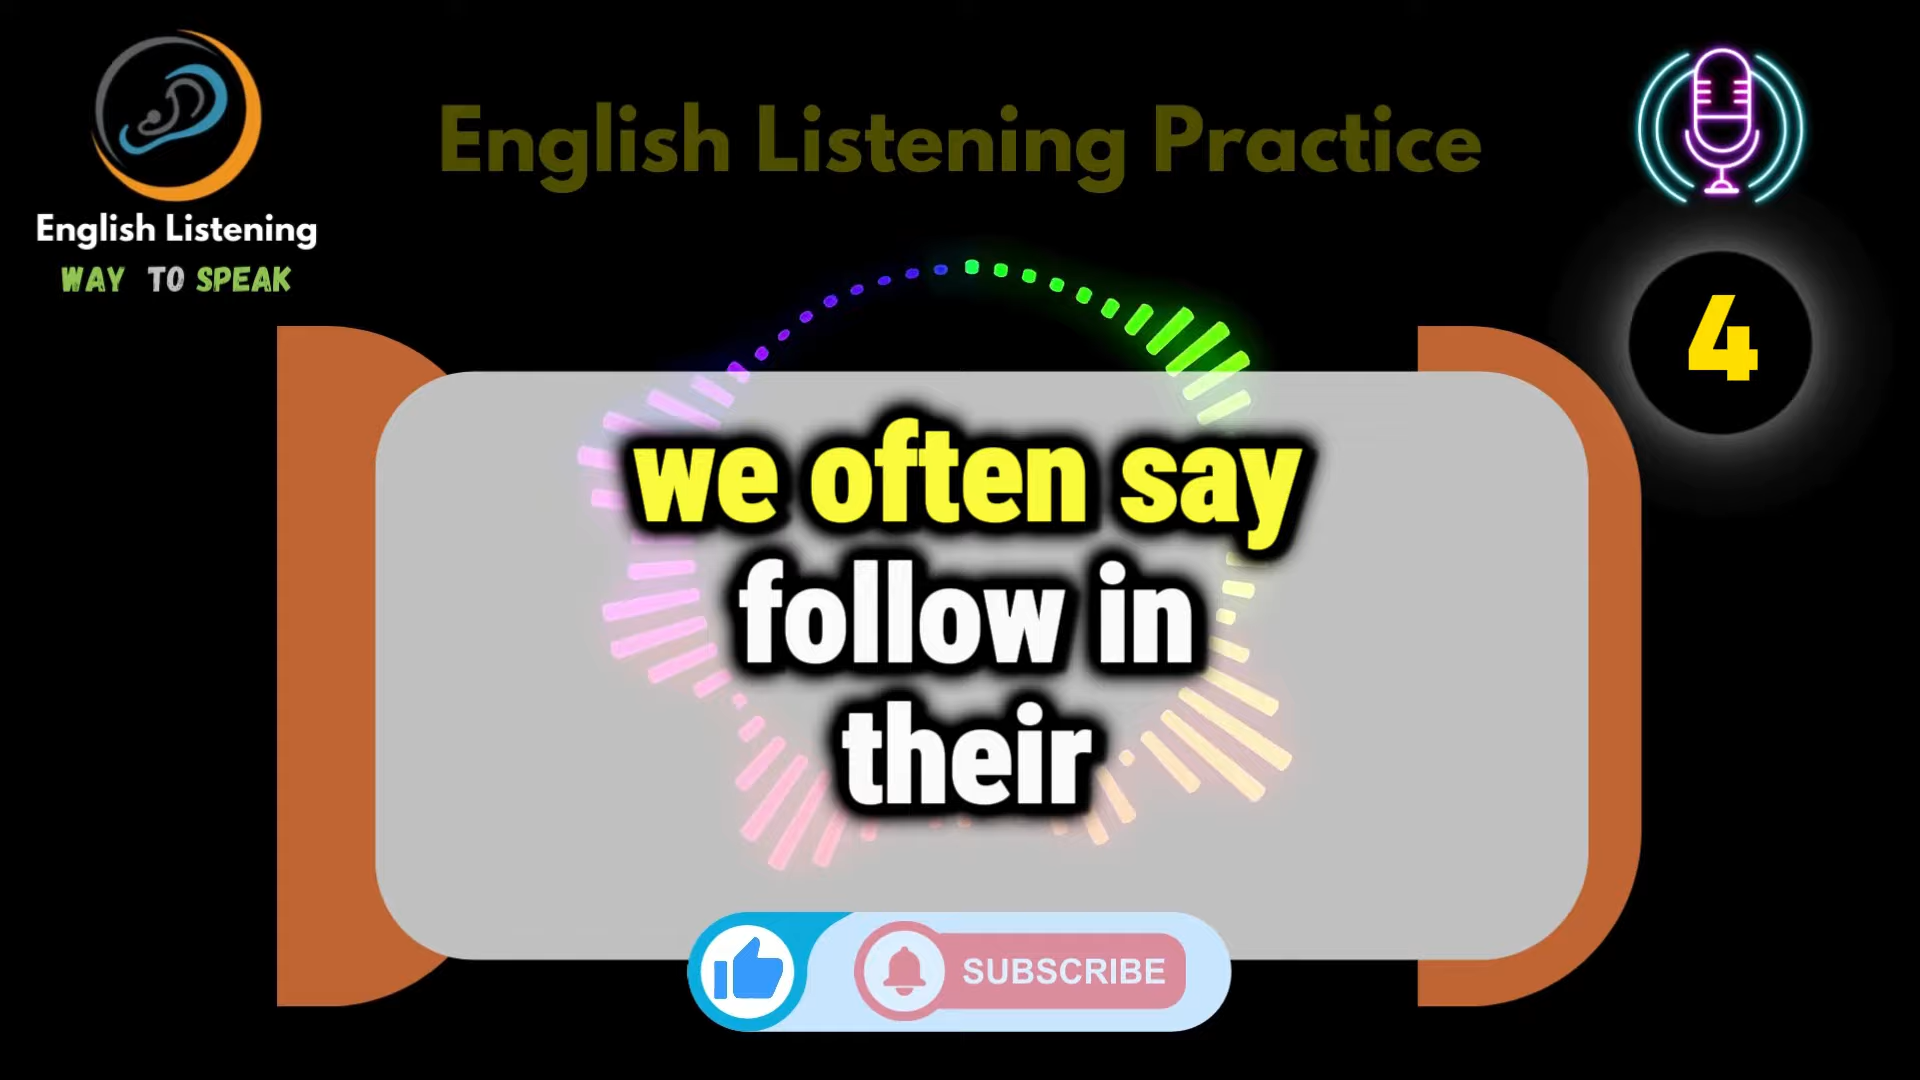 English Listening Practice
English Listening
WAY TO SPEAK
4
we often say
follow in
their
SUBSCRIBE